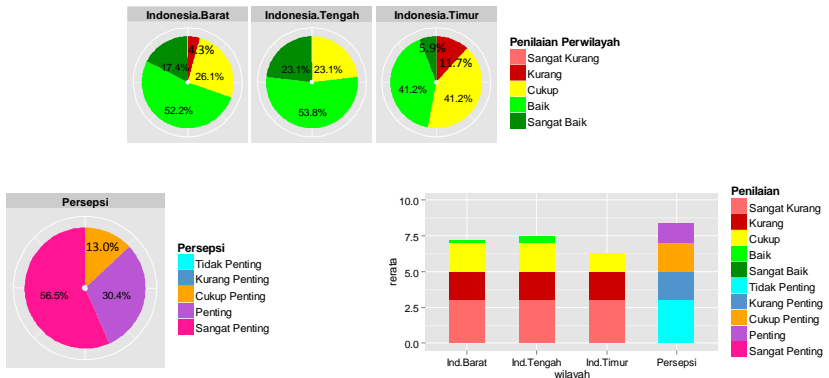 Indonesia.Barat
Indonesia.Tengah
Indonesia.Timur
4.3%
17.4%
26.1%
52.2%
23.1%
23.1%
53.8%
5.9%
11.7%
41.2%
41.2%
Penilaian Perwilayah
Sangat Kurang
Kurang
Cukup
Baik
Sangat Baik
Persepsi
13.0%
56.5%
30.4%
Persepsi
Tidak Penting
Kurang Penting
Cukup Penting
Penting
Sangat Penting
rerata
10.0
7.5
5.0
2.5
0.0
Ind.Barat
Ind.Tengah
Ind.Timur
Persepsi
wilayah
Penilaian
Sangat Kurang
Kurang
Cukup
Baik
Sangat Baik
Tidak Penting
Kurang Penting
Cukup Penting
Penting
Sangat Penting